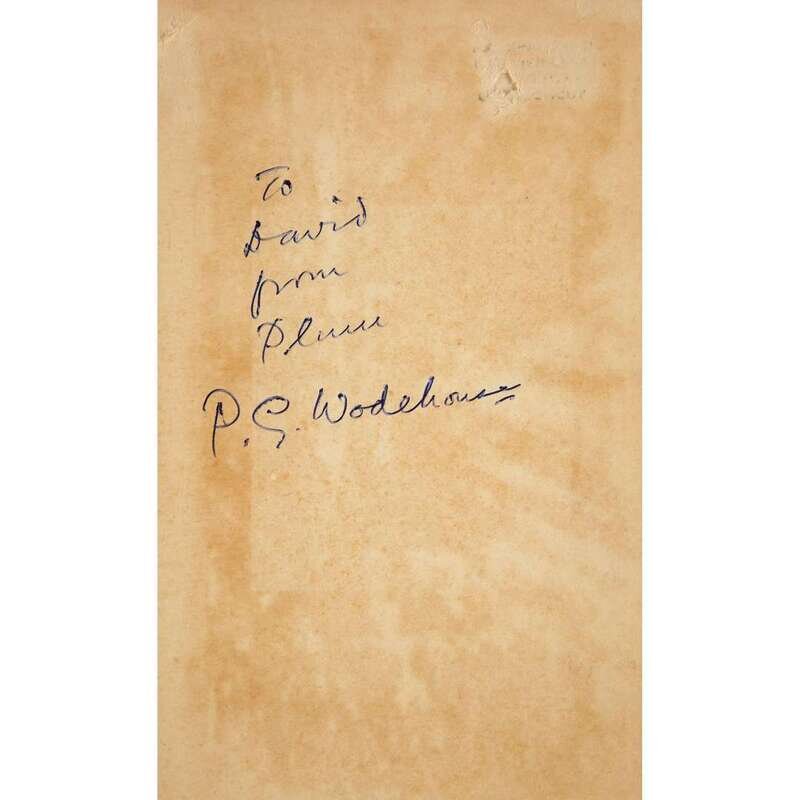 To
David
from
Plum
P. G. Wodehouse